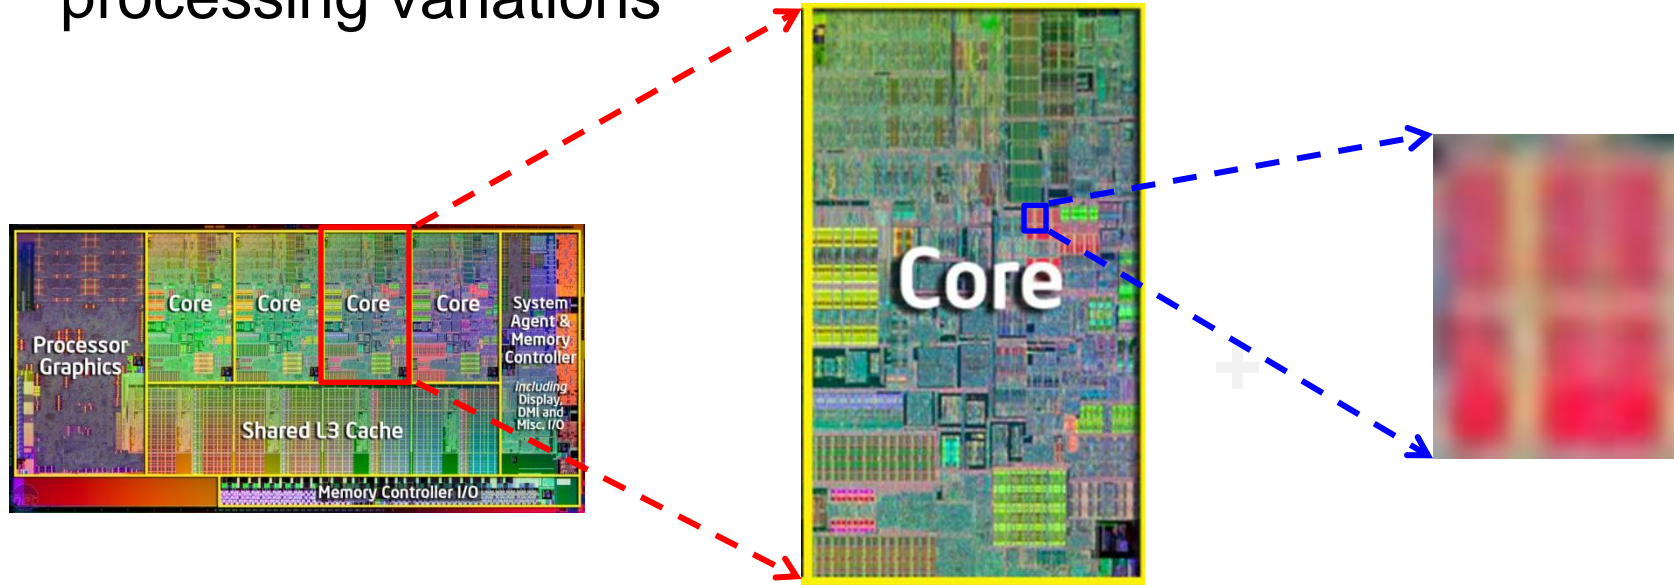 processing variations
Core
Core
Core
Core
System
Agent &
Memory
Controller
Processor
Graphics
including
Display,
DMI and
Misc. I/O
Shared L3 Cache
Memory Controller I/O
Core